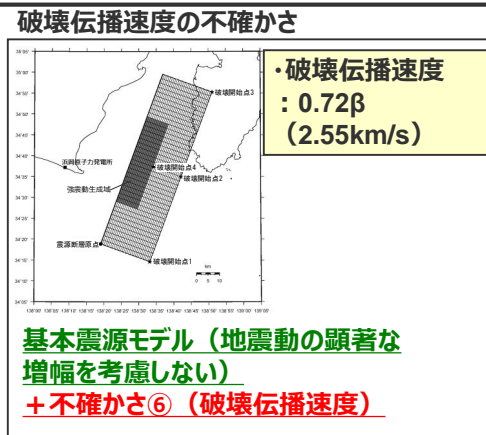 破壊伝播速度の不確かさ
・破壊伝播速度
：0.72β
（2.55km/s）
破壊開始点3
浜岡原子力発電所
破壊開始点4
破壊開始点2
強震動生成域
震源断層原点
破壊開始点1
km
0 5 10
基本震源モデル（地震動の顕著な
増幅を考慮しない）
＋不確かさ⑥（破壊伝播速度）